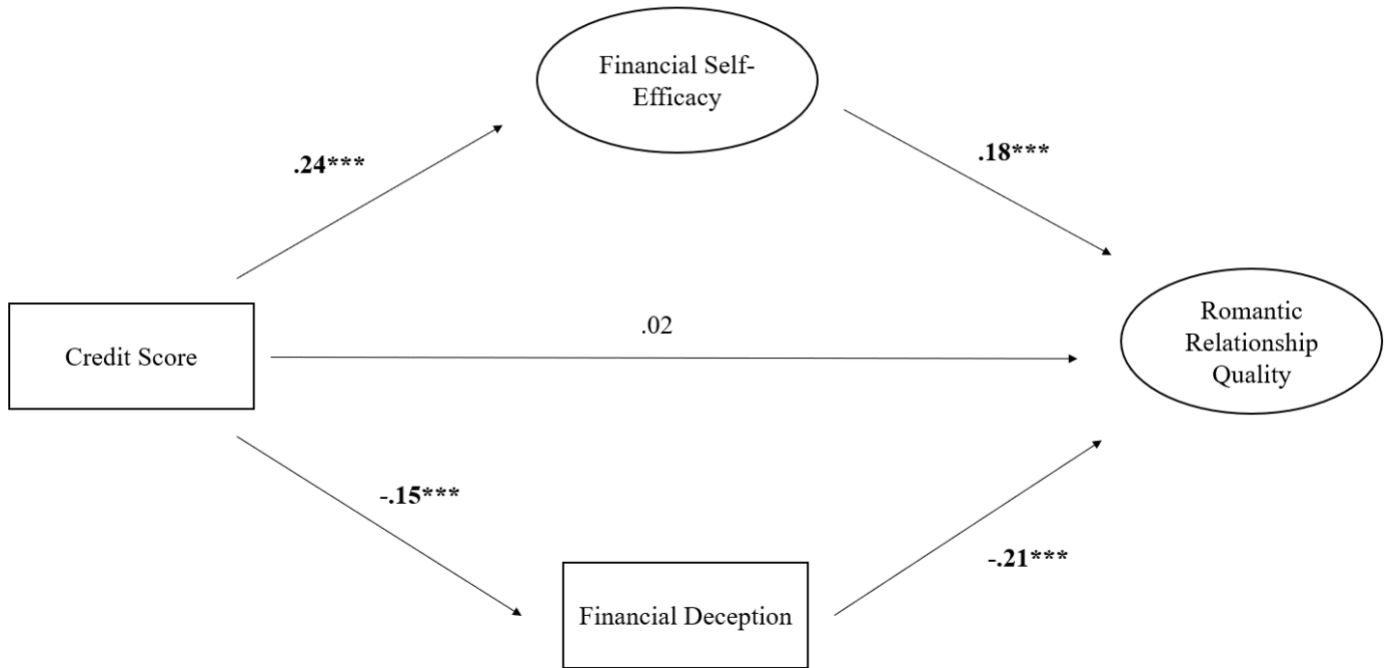 Financial Self-
Efficacy
.24***
.18***
Romantic
Relationship
Quality
.02
Credit Score
-.15***
-.21***
Financial Deception